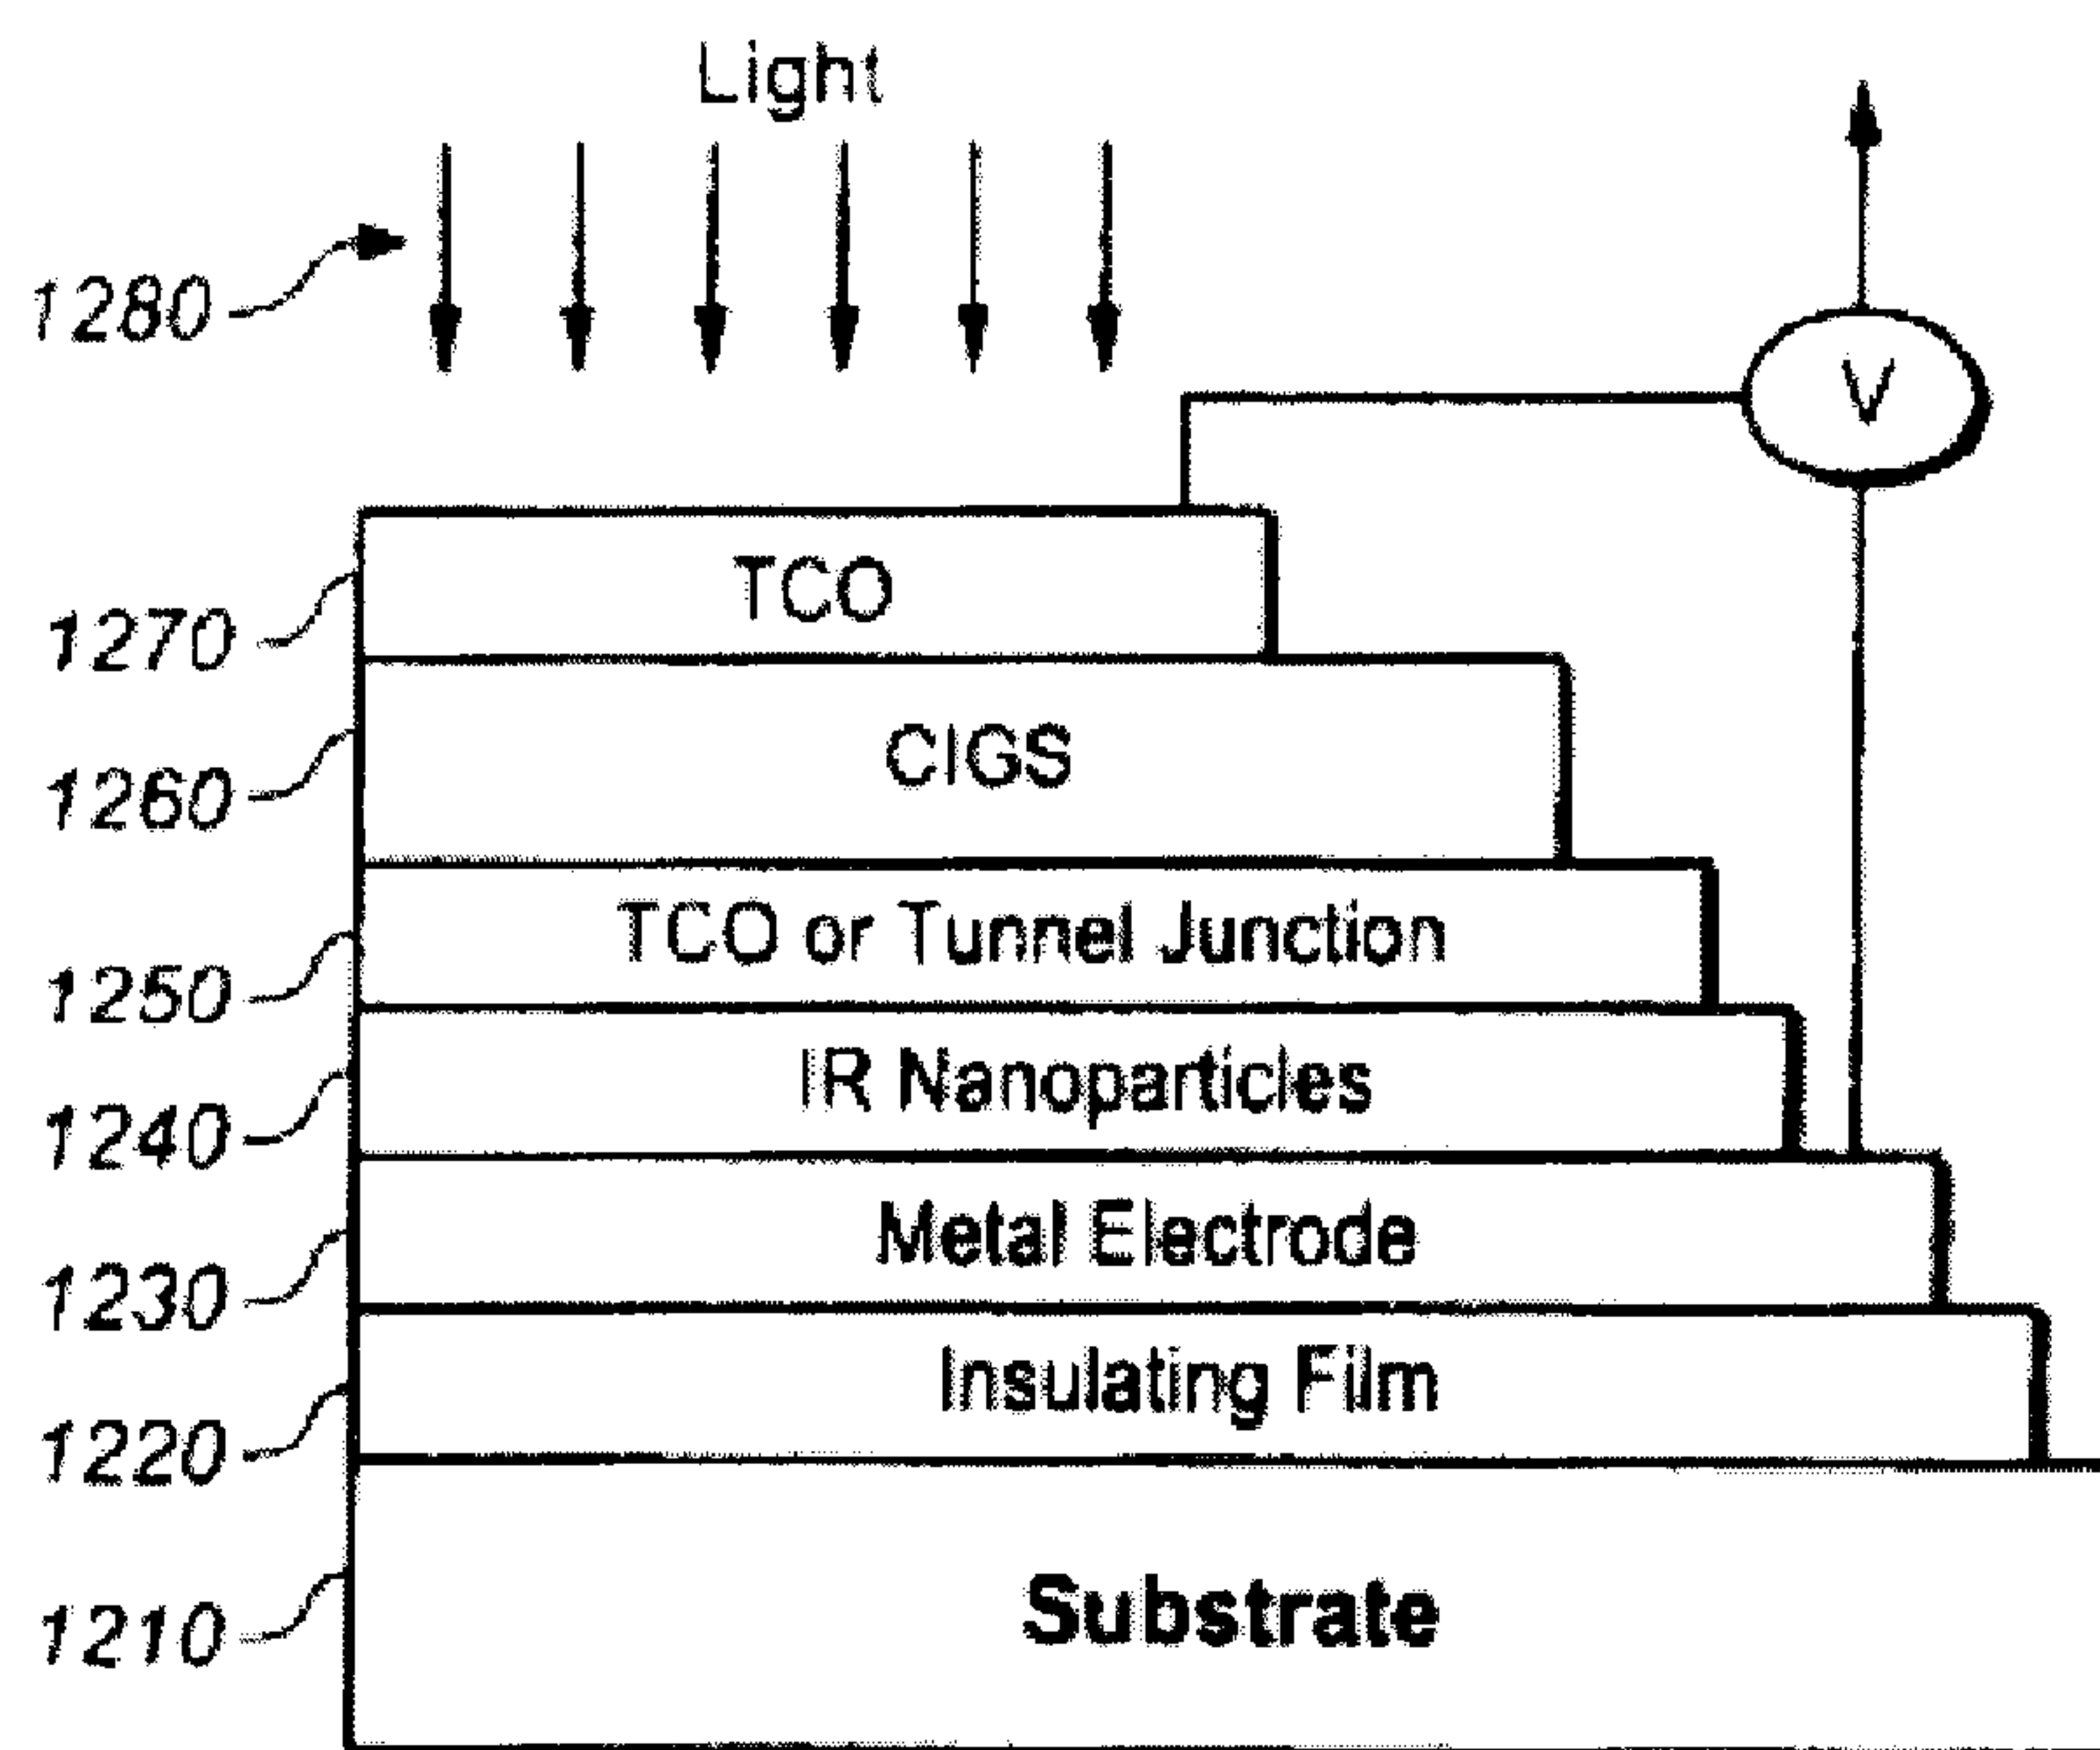 Light
1280
V
TCO
1270
CIGS
1260
TCO or Tunnel Junction
1250
IR Nanoparticles
1240
Metal Electrode
1230
Insulating Film
1220
Substrate
1210